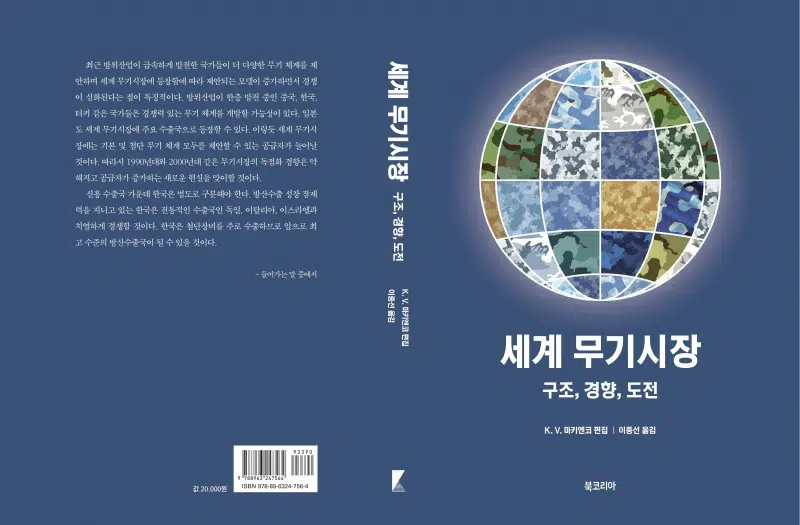 최근 방위산업이 급속하게 발전한 국가들이 더 다양한 무기 체계를 제
안하며 세계 무기시장에 등장함에 따라 제안되는 모델이 증가하면서 경쟁
이 심화된다는 점이 특징적이다. 방위산업이 한층 발전 중인 중국, 한국,
터키 같은 국가들은 경쟁력 있는 무기 체계를 개발할 가능성이 있다. 일본
도 세계 무기시장에 주요 수출국으로 등장할 수 있다. 이렇듯 세계 무기시
장에는 기본 및 첨단 무기 체계 모두를 제안할 수 있는 공급자가 늘어날
것이다. 따라서 1990년대와 2000년대 같은 무기시장의 독점화 경향은 약
해지고 공급자가 증가하는 새로운 현실을 맞이할 것이다.
신흥 수출국 가운데 한국은 별도로 구분해야 한다. 방산수출 성장 잠재
력을 지니고 있는 한국은 전통적인 수출국인 독일, 이탈리아, 이스라엘과
치열하게 경쟁할 것이다. 한국은 첨단장비를 주로 수출하므로 앞으로 최
고 수준의 방산수출국이 될 수 있을 것이다.
- 들어가는 말 중에서
값 20,000원
93390
9 788963 247564
ISBN 978-89-6324-756-4
세계 무기시장
구조, 경향, 도전
K. V. 마키엔코 편집
이종선 옮김
세계 무기시장
구조, 경향, 도전
K. V. 마키엔코 편집 | 이종선 옮김
북코리아